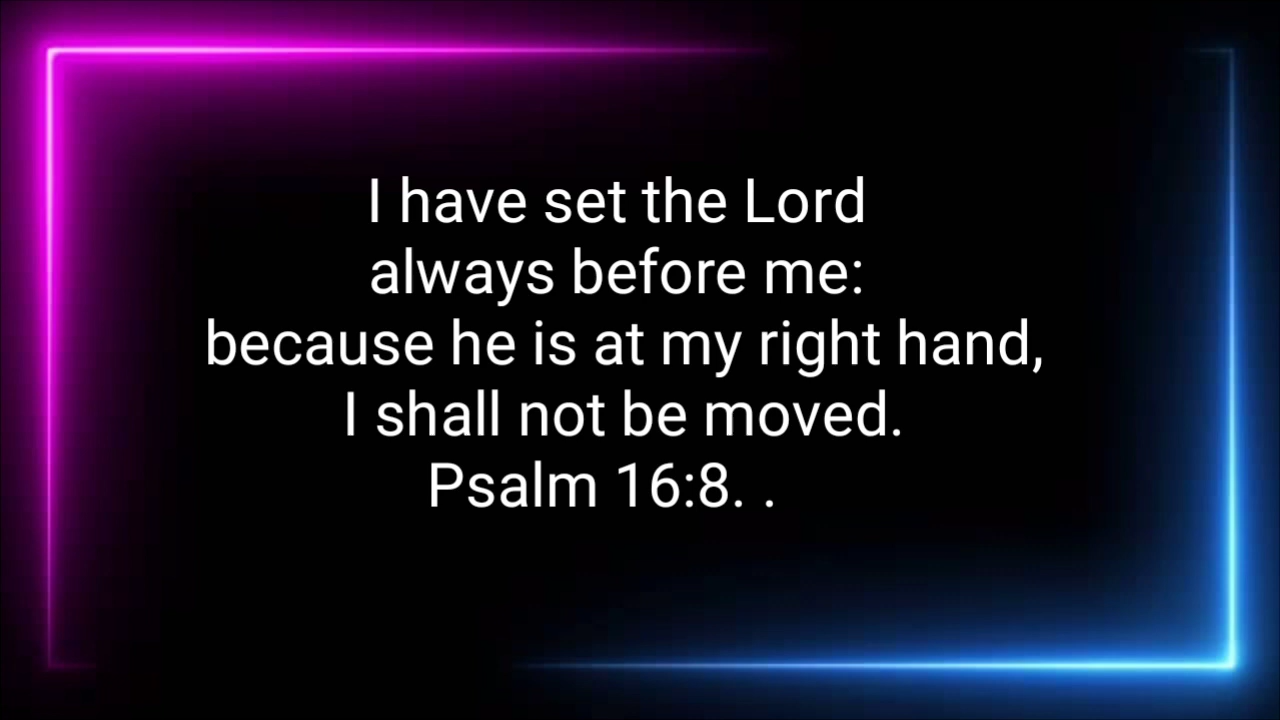 I have set the Lord
always before me:
because he is at my right hand,
I shall not be moved.
Psalm 16:8. .